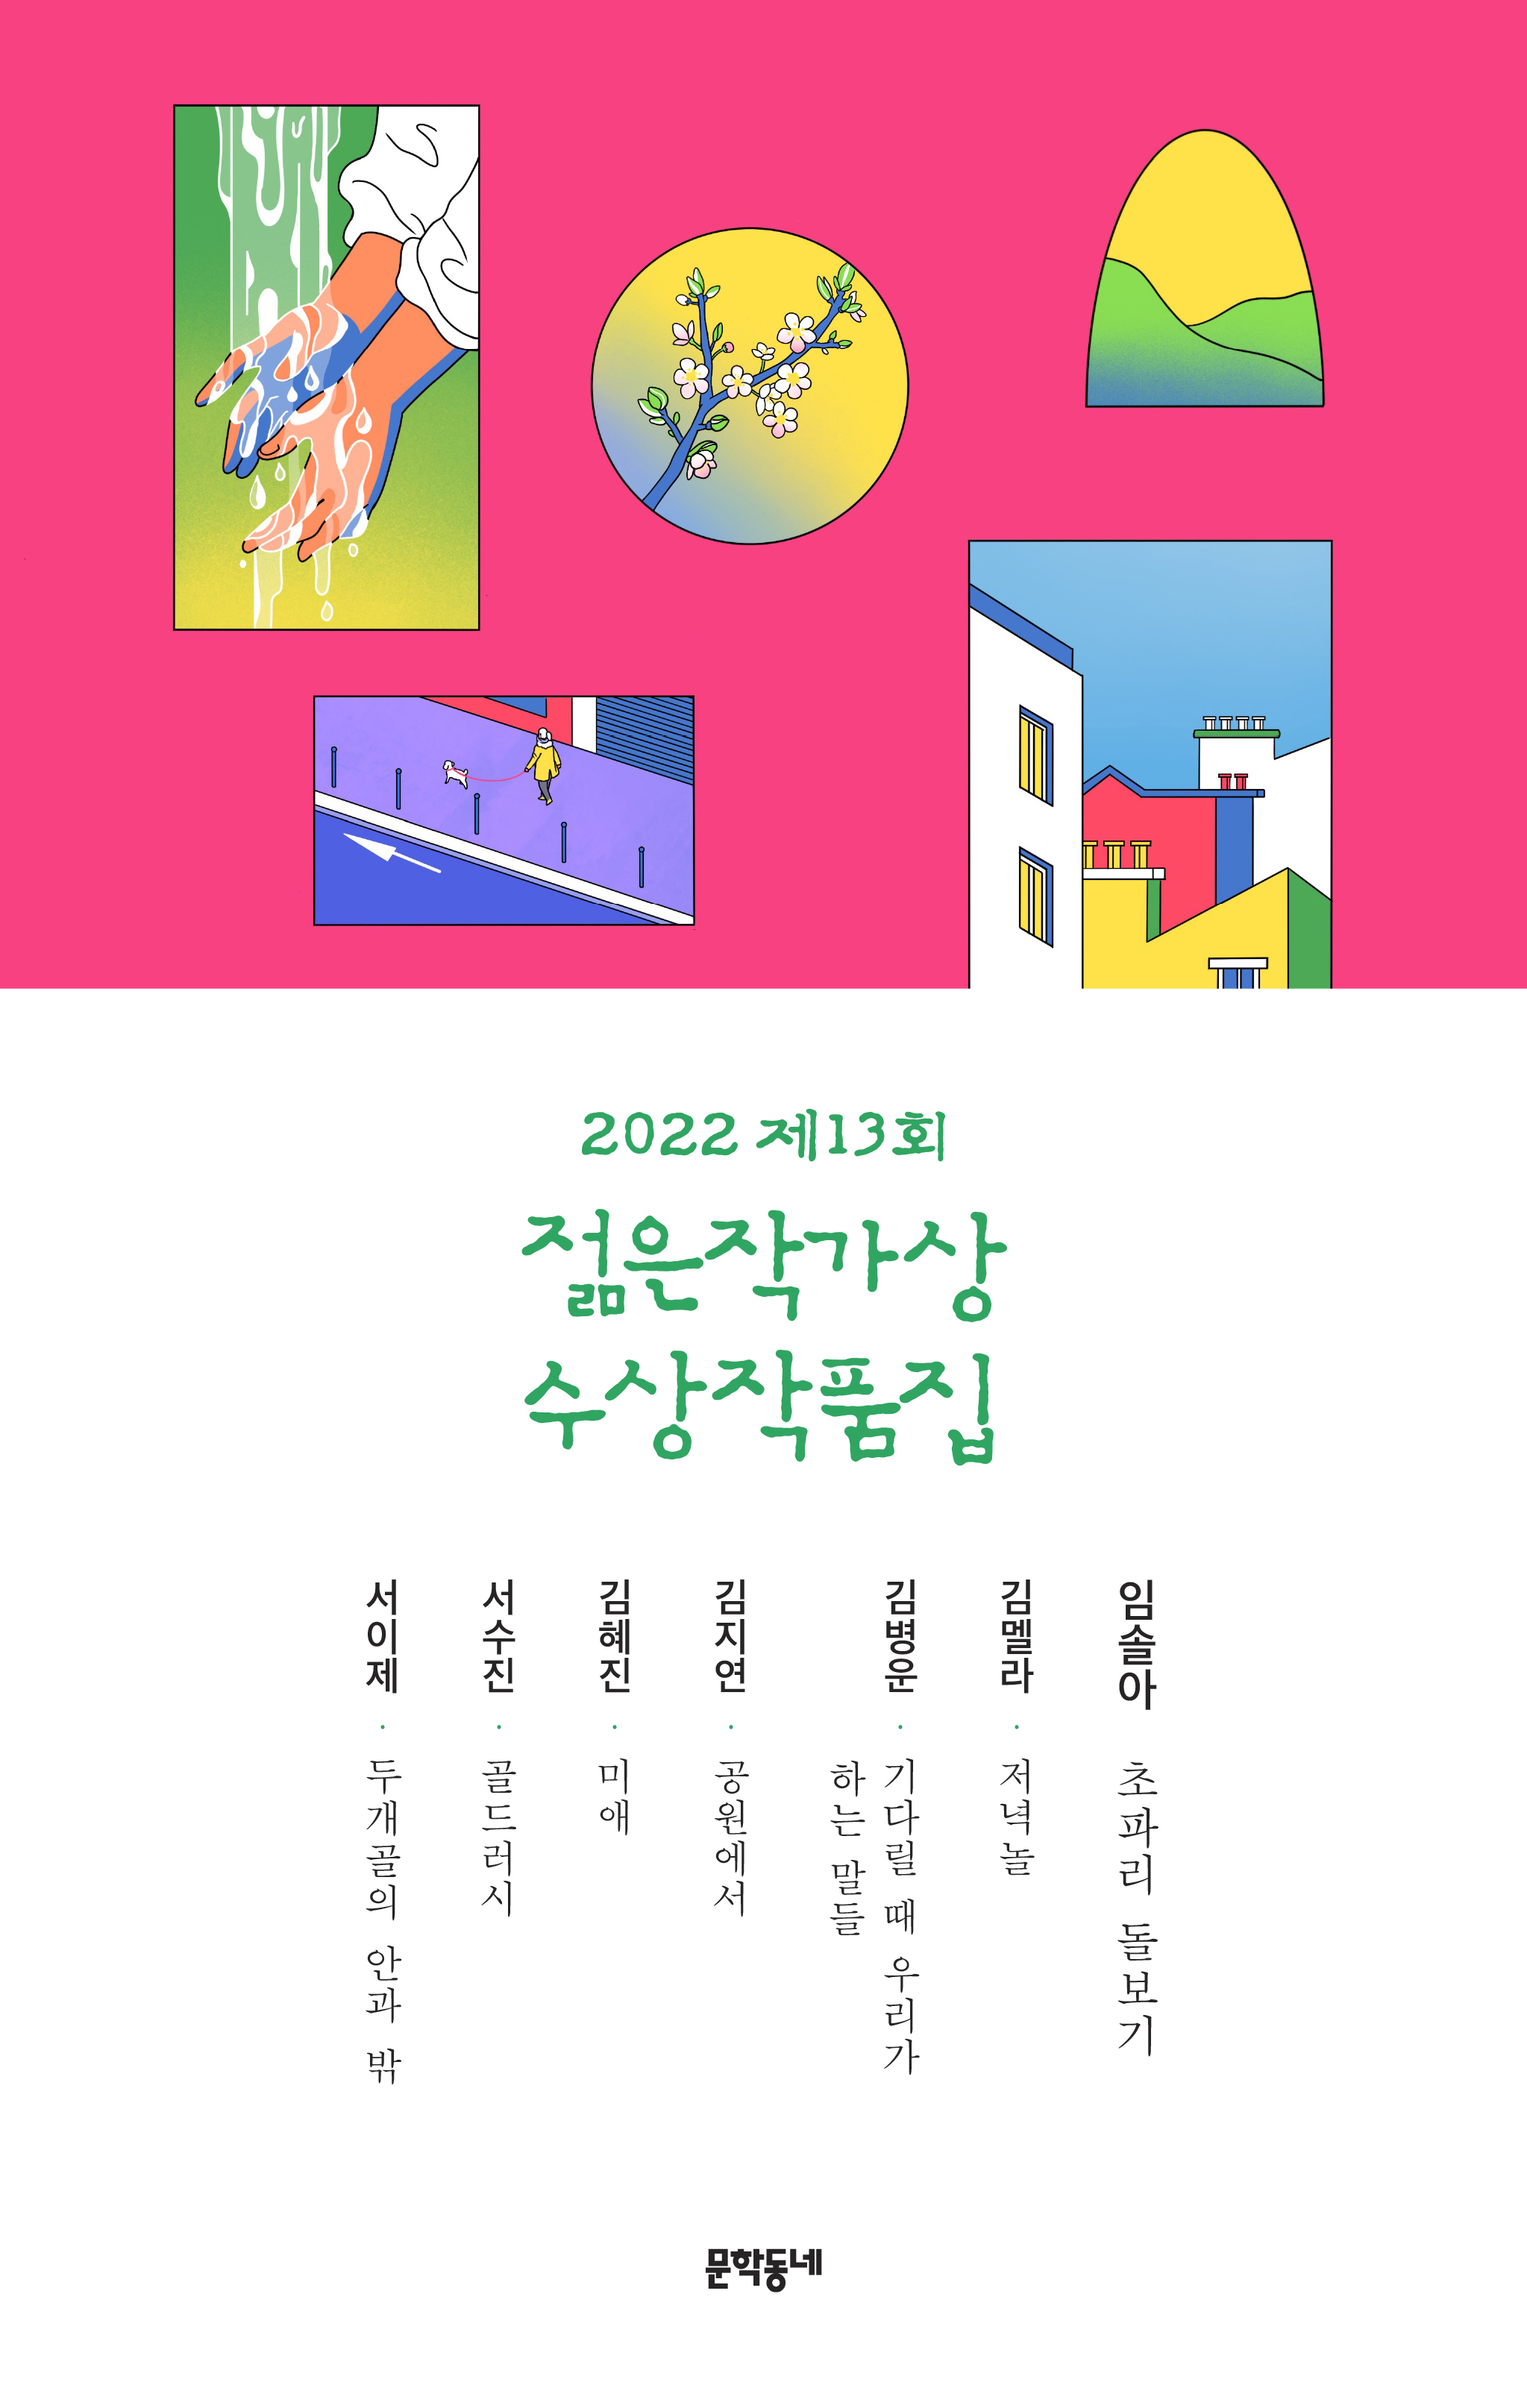 2022 제13회
젊은작가상
수상작품집
임솔아 초파리 돌보기
김멜라 · 저녁놀
김병운 · 기다릴 때 우리가
하는 말들
김지연 · 공원에서
김혜진 · 미애
서수진 · 골드러시
서이제 · 두개골의 안과 밖
문학동네